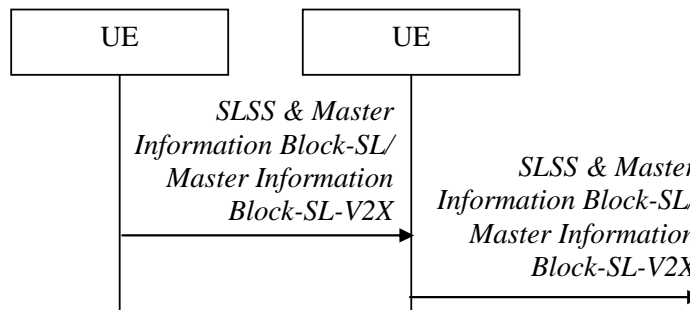 UE
UE
SLSS & Master
Information Block-SL/
Master Information
Block-SL-V2X
SLSS & Master
Information Block-SL/
Master Information
Block-SL-V2X